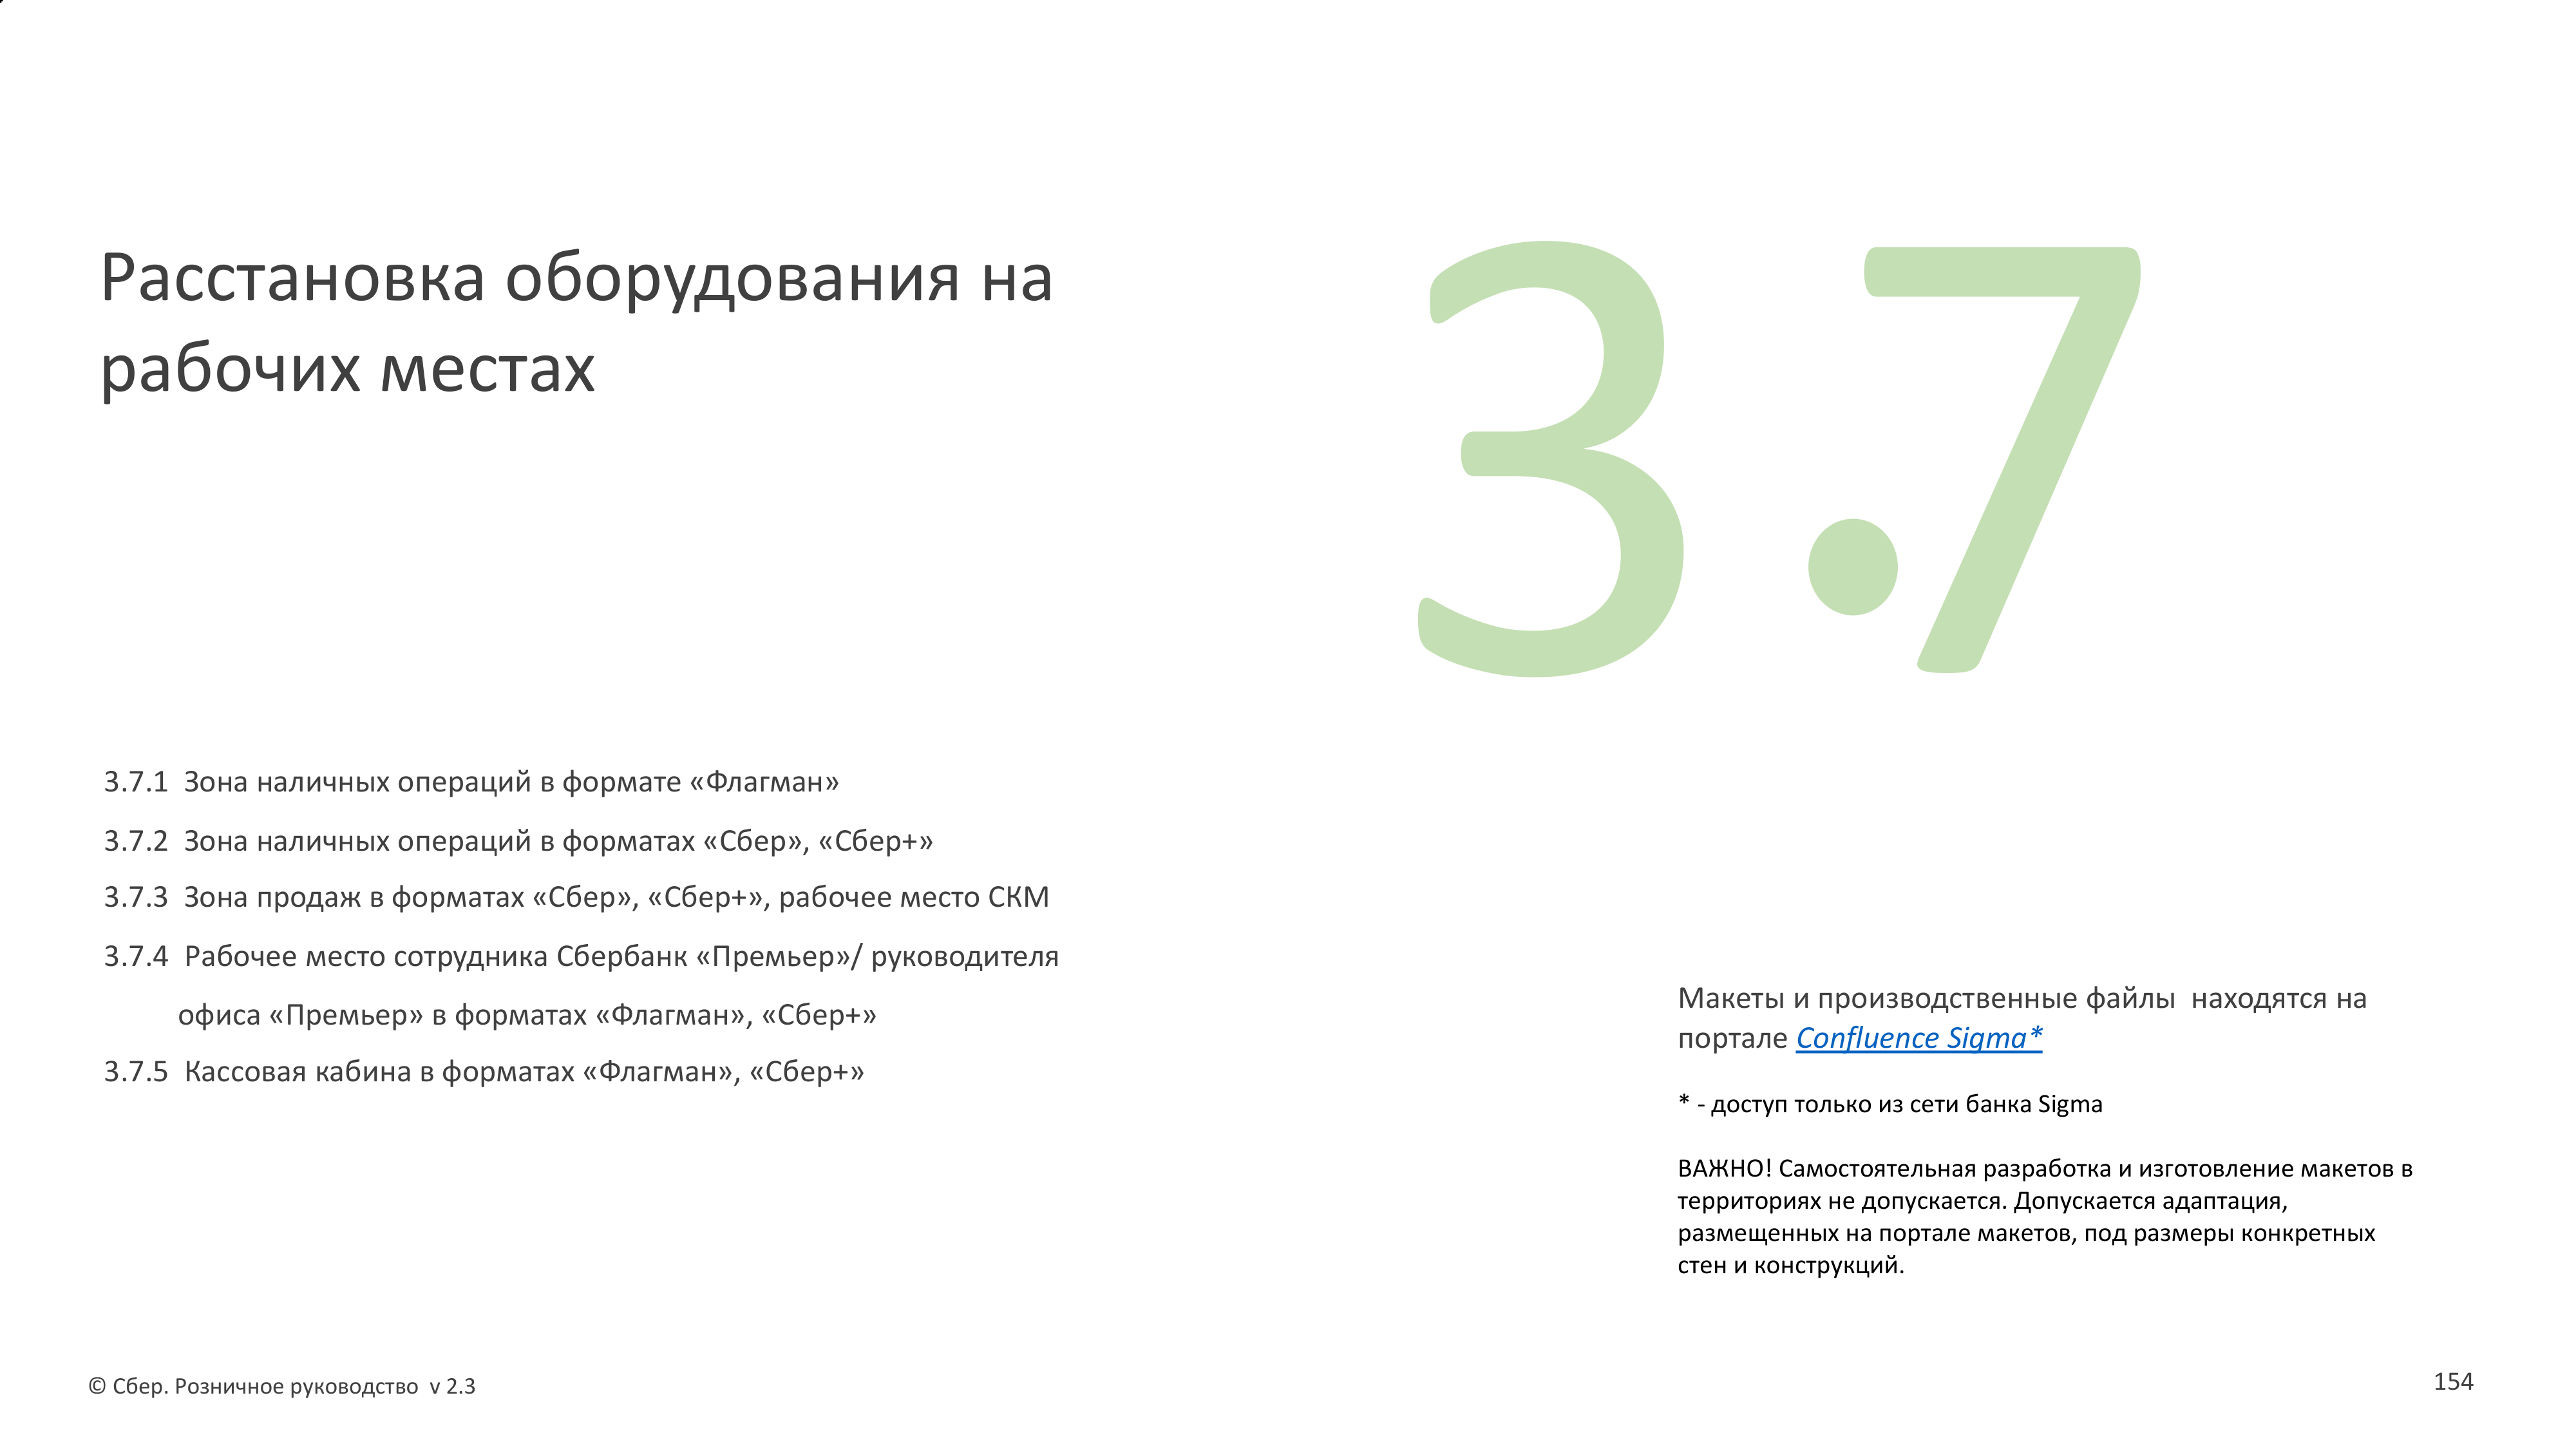 Расстановка оборудования на
рабочих местах
3.7
3.7.1 Зона наличных операций в формате «Флагман»
3.7.2 Зона наличных операций в форматах «Сбер», «Сбер+»
3.7.3 Зона продаж в форматах «Сбер», «Сбер+», рабочее место СКМ
3.7.4 Рабочее место сотрудника Сбербанк «Премьер»/ руководителя
офиса «Премьер» в форматах «Флагман», «Сбер+»
3.7.5 Кассовая кабина в форматах «Флагман», «Сбер+»
Макеты и производственные файлы находятся на
портале Confluence Sigma*
* - доступ только из сети банка Sigma
ВАЖНО! Самостоятельная разработка и изготовление макетов в
территориях не допускается. Допускается адаптация,
размещенных на портале макетов, под размеры конкретных
стен и конструкций.
© Сбер. Розничное руководство v 2.3
154